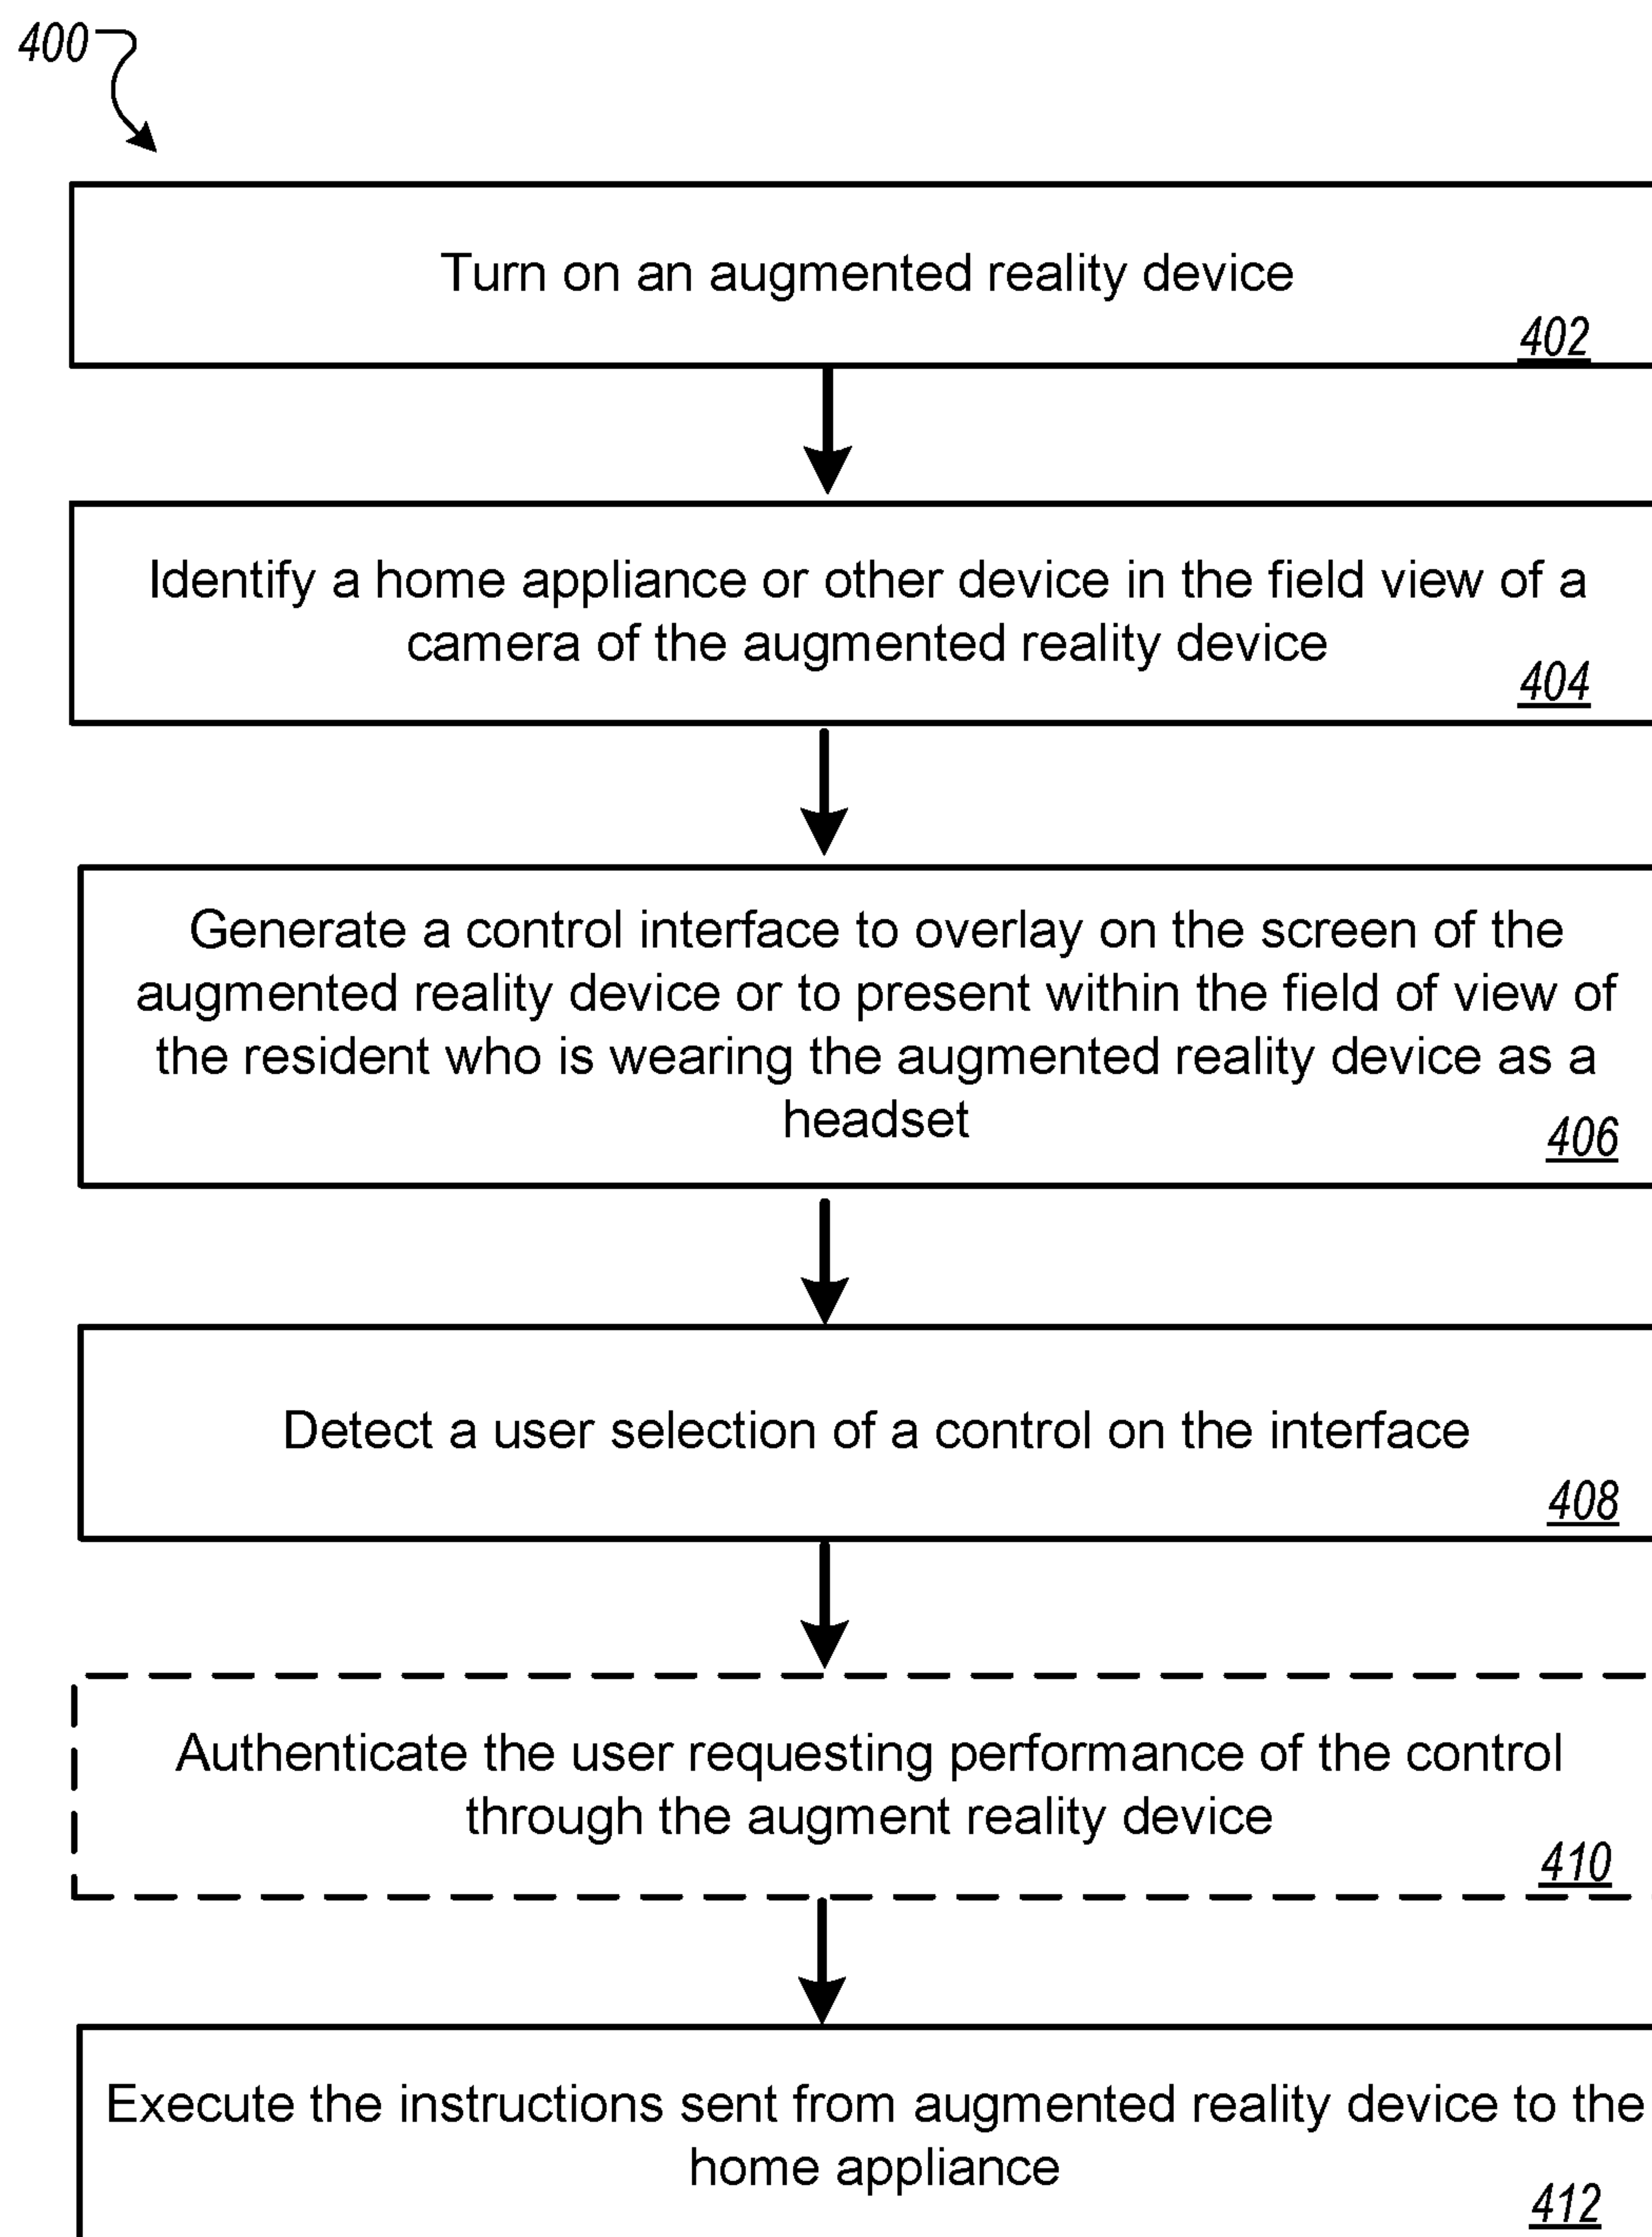 400
Turn on an augmented reality device
402
Identify a home appliance or other device in the field view of a
camera of the augmented reality device
404
Generate a control interface to overlay on the screen of the
augmented reality device or to present within the field of view of
the resident who is wearing the augmented reality device as a
headset
406
Detect a user selection of a control on the interface
408
Authenticate the user requesting performance of the control
through the augment reality device
410
Execute the instructions sent from augmented reality device to the
home appliance
412